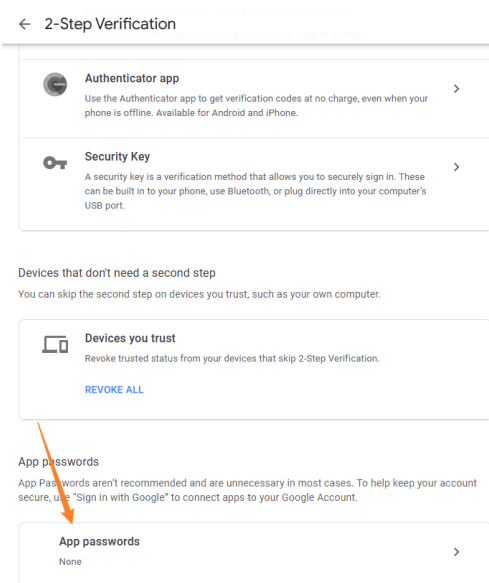 2-Step Verification
Authenticator app
Use the Authenticator app to get verification codes at no charge, even when your
phone is offline. Available for Android and iPhone.
Security Key
A security key is a verification method that allows you to securely sign in. These
can be built in to your phone, use Bluetooth, or plug directly into your computer's
USB port.
Devices that don't need a second step
You can skip the second step on devices you trust, such as your own computer.
Devices you trust
Revoke trusted status from your devices that skip 2-Step Verification.
REVOKE ALL
App passwords
App Passwords aren't recommended and are unnecessary in most cases. To help keep your account
secure, use "Sign in with Google" to connect apps to your Google Account.
App passwords
None